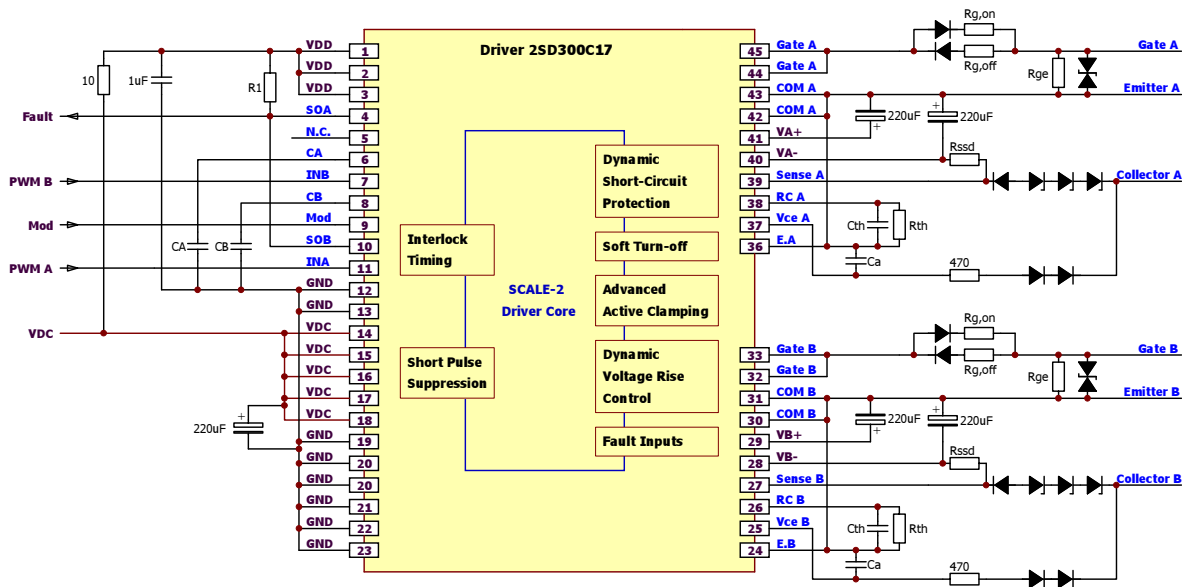 Driver 2SD300C17
10
1uF
R1
Fault
PWM B
Mod
PWM A
VDC
CA
CB
220uF
VDD 1
VDD 2
VDD 3
SOA 4
N.C. 5
CA 6
INB 7
CB 8
Mod 9
SOB 10
INA 11
GND 12
GND 13
VDC 14
VDC 15
VDC 16
VDC 17
VDC 18
GND 19
GND 20
GND 20
GND 21
GND 22
GND 23
Interlock
Timing
Short Pulse
Suppression
SCALE-2
Driver Core
Dynamic
Short-Circuit
Protection
Soft Turn-off
Advanced
Active Clamping
Dynamic
Voltage Rise
Control
Fault Inputs
45 Gate A
44 Gate A
43 COM A
42 COM A
41 VA+
40 VA-
39 Sense A
38 RC A
37 Vce A
36 E.A
33 Gate B
32 Gate B
31 COM B
30 COM B
29 VB+
28 VB-
27 Sense B
26 RC B
25 Vce B
24 E.B
Rg,on
Rg,off
Gate A
Rge
Emitter A
220uF
+
+
220uF
Rssd
Collector A
Cth
Rth
Ca
470
Rg,on
Rg,off
Gate B
Rge
Emitter B
220uF
+
+
220uF
Rssd
Collector B
Cth
Rth
Ca
470
+